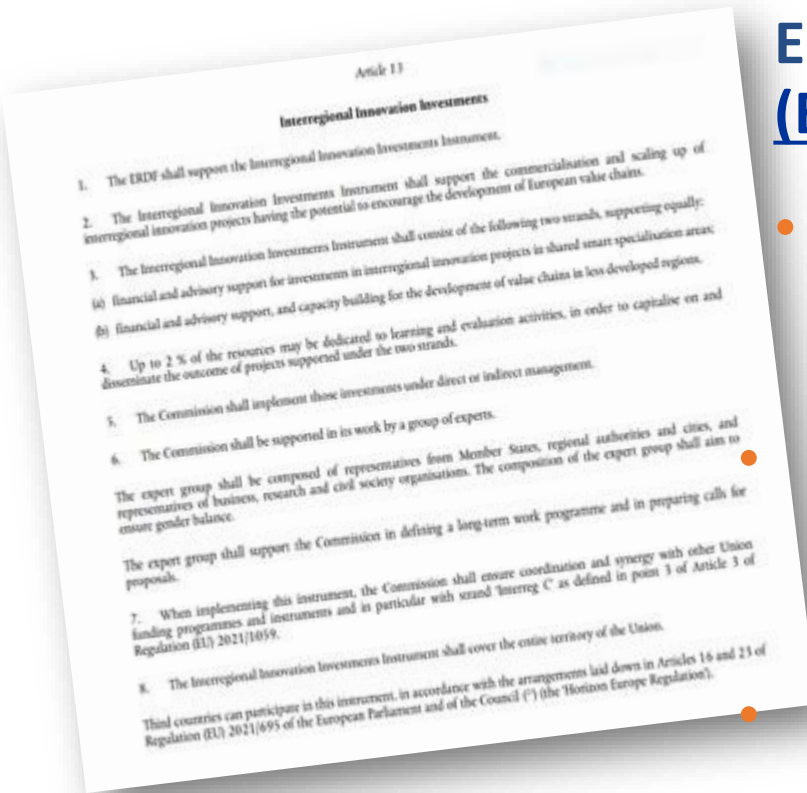 Article 13
Interregional Innovation Investments
1. The ERDF shall support the Interregional Innovation Investments Instrument.
2. The Interregional Innovation Investments Instrument shall support the commercialisation and scaling up of
interregional innovation projects having the potential to encourage the development of European value chains.
3. The Interregional Innovation Investments Instrument shall consist of the following two strands, supporting equally:
(a) financial and advisory support for investments in interregional innovation projects in shared smart specialisation areas;
(b) financial and advisory support, and capacity building for the development of value chains in less developed regions.
4. Up to 2 % of the resources may be dedicated to learning and evaluation activities, in order to capitalise on and
disseminate the outcome of projects supported under the two strands.
5. The Commission shall implement those investments under direct or indirect management.
6. The Commission shall be supported in its work by a group of experts.
The expert group shall be composed of representatives from Member States, regional authorities and cities, and
representatives of business, research and civil society organisations. The composition of the expert group shall aim to
ensure gender balance.
The expert group shall support the Commission in defining a long-term work programme and in preparing calls for
proposals.
7. When implementing this instrument, the Commission shall ensure coordination and synergy with other Union
funding programmes and instruments and in particular with strand 'Interreg C' as defined in point 3 of Article 3 of
Regulation (EU) 2021/1059.
8. The Interregional Innovation Investments Instrument shall cover the entire territory of the Union.
Third countries can participate in this instrument, in accordance with the arrangements laid down in Articles 16 and 23 of
Regulation (EU) 2021/695 of the European Parliament and of the Council (⁷) (the 'Horizon Europe Regulation').
E
(E